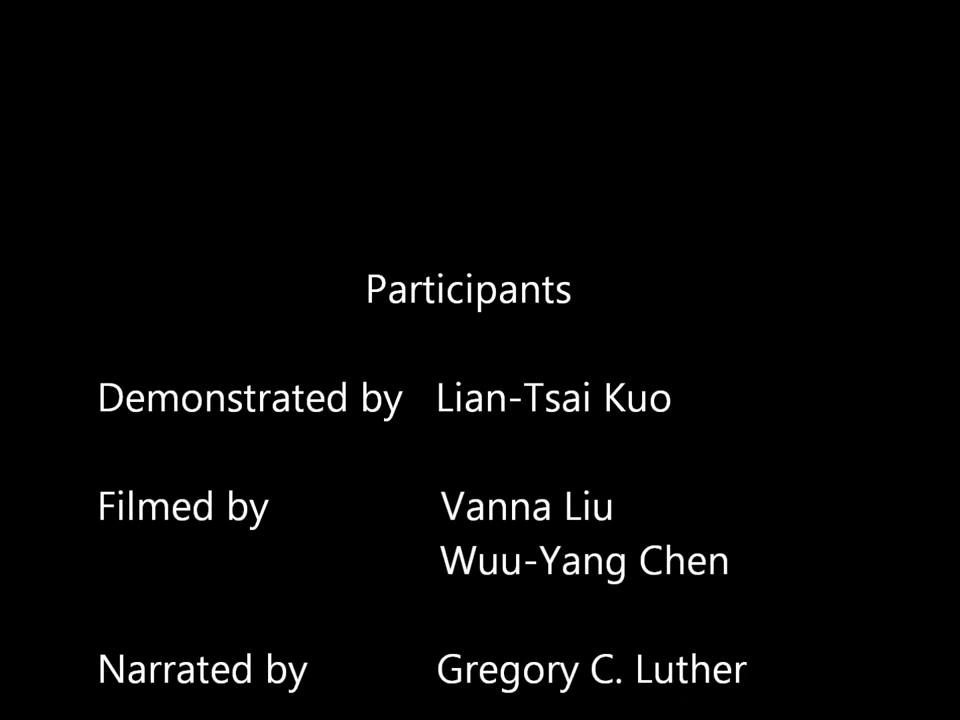 Participants
Demonstrated by Lian-Tsai Kuo
Filmed by Vanna Liu
Wuu-Yang Chen
Narrated by Gregory C. Luther